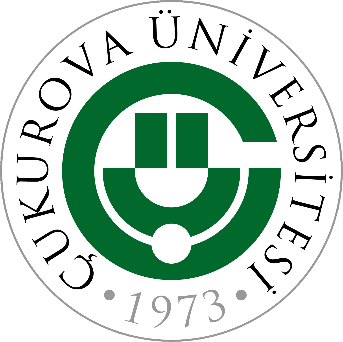 ÇUKUROVA ÜNİVERSİTESİ
• 1973 •